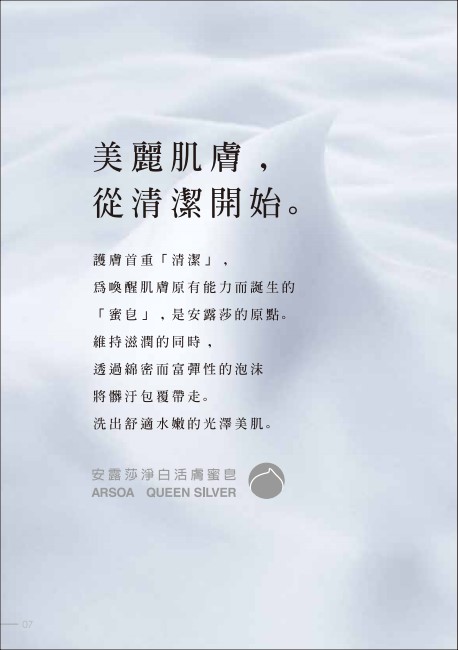 美麗肌膚，
從清潔開始。
護膚首重「清潔」，
為喚醒肌膚原有能力而誕生的
「蜜皂」，是安露莎的原點。
維持滋潤的同時，
透過綿密而富彈性的泡沫
將髒汙包覆帶走。
洗出舒適水嫩的光澤美肌。
安露莎淨白活膚蜜皂
ARSOA QUEEN SILVER
07